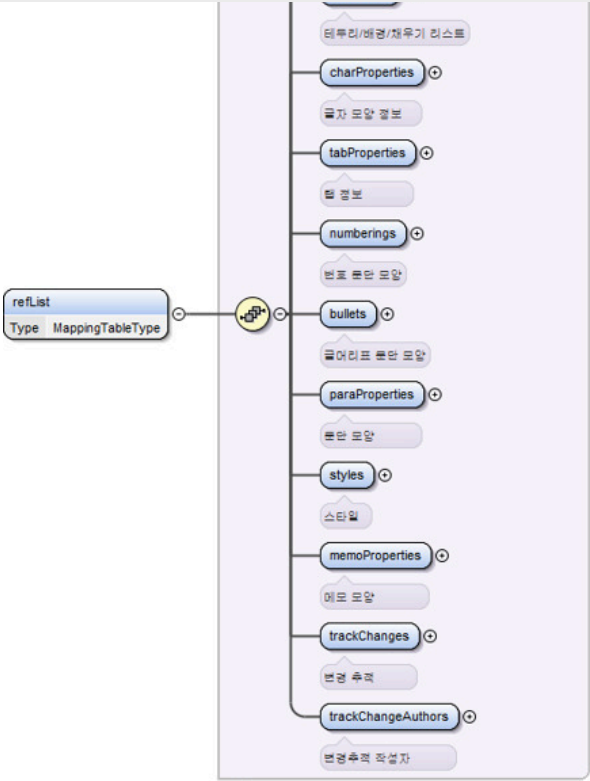 테두리/배경/채우기 리스트
charProperties
글자 모양 정보
tabProperties
탭 정보
numberings
번호 문단 모양
refList
Type MappingTableType
bullets
글머리표 문단 모양
paraProperties
문단 모양
styles
스타일
memoProperties
메모 모양
trackChanges
변경 추적
trackChangeAuthors
변경추적 작성자